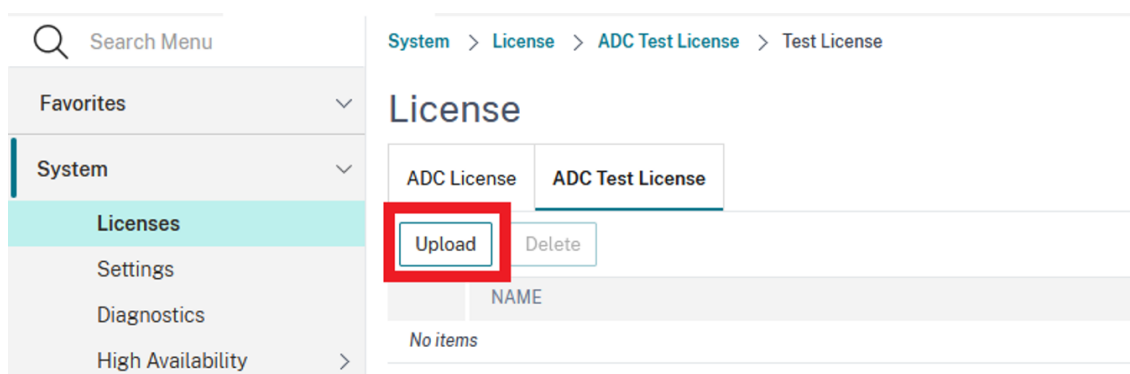 Search Menu
Favorites
System
Licenses
Settings
Diagnostics
High Availability
System > License > ADC Test License > Test License
License
ADC License ADC Test License
Upload Delete
NAME
No items